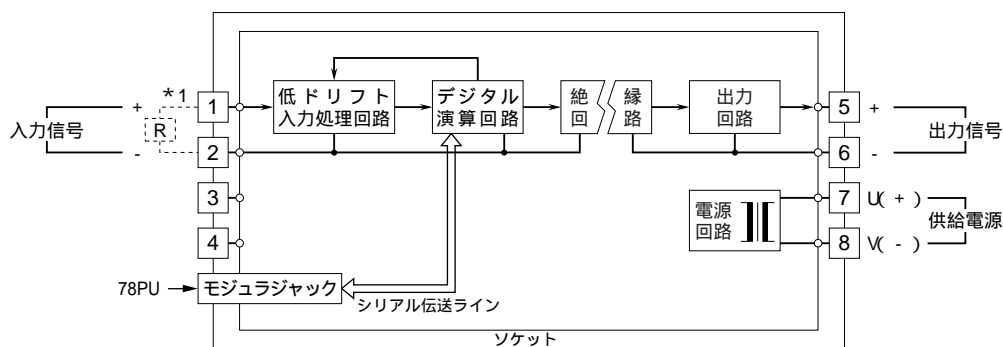 *1
入力信号
+
R
-
1
2
3
4
低ドリフト
入力処理回路
デジタル
演算回路
絶 縁
回 路
出力
回路
5
+
6
-
出力信号
電源
回路
7
U( + )
8
V( - )
供給電源
78PU
モジュラジャック
シリアル伝送ライン
ソケット